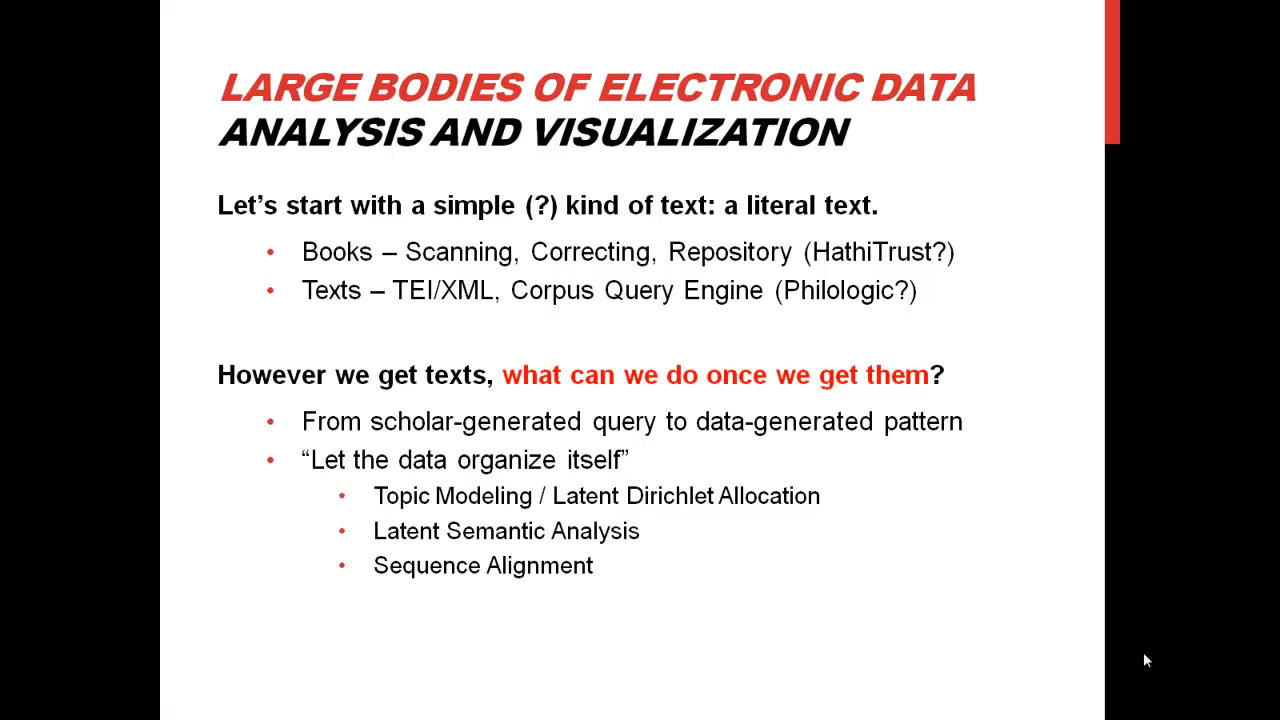 LARGE BODIES OF ELECTRONIC DATA
ANALYSIS AND VISUALIZATION
Let’s start with a simple (?) kind of text: a literal text.
• Books – Scanning, Correcting, Repository (HathiTrust?)
• Texts – TEI/XML, Corpus Query Engine (Philologic?)
However we get texts, what can we do once we get them?
• From scholar-generated query to data-generated pattern
• “Let the data organize itself”
• Topic Modeling / Latent Dirichlet Allocation
• Latent Semantic Analysis
• Sequence Alignment